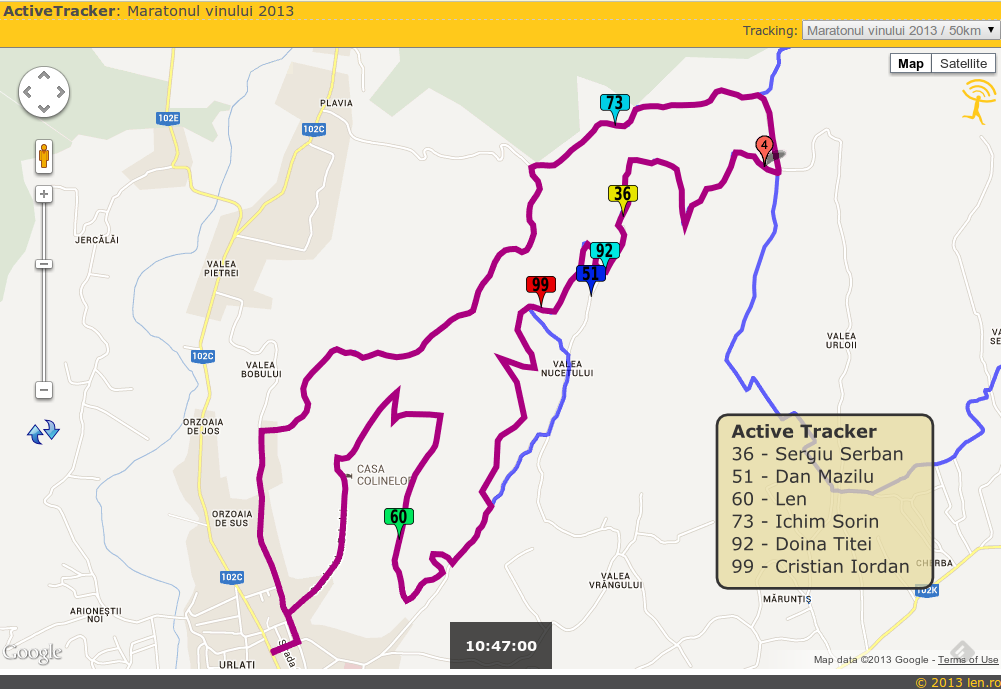 ActiveTracker: Maratonul vinului 2013
Tracking: Maratonul vinului 2013 / 50km
Map Satellite
PLAVIA
102E
102C
73
4
36
JERCĂLĂI
VALEA
PIETREI
92
51
99
102C
VALEA
BOBULUI
VALEA
NUCETULUI
VALEA
URLOII
ORZOAIA
DE JOS
CASA
COLINELOR
ORZOAIA
DE SUS
60
Active Tracker
36 - Sergiu Serban
51 - Dan Mazilu
60 - Len
73 - Ichim Sorin
92 - Doina Titei
99 - Cristian Iordan
CHERBA
102K
102C
VALEA
VRÂNGULUI
MĂRUNȚIȘ
ARIONEȘTII
NOI
10:47:00
Google
URLAȚI
Strada
Map data ©2013 Google - Terms of Use
© 2013 len.ro